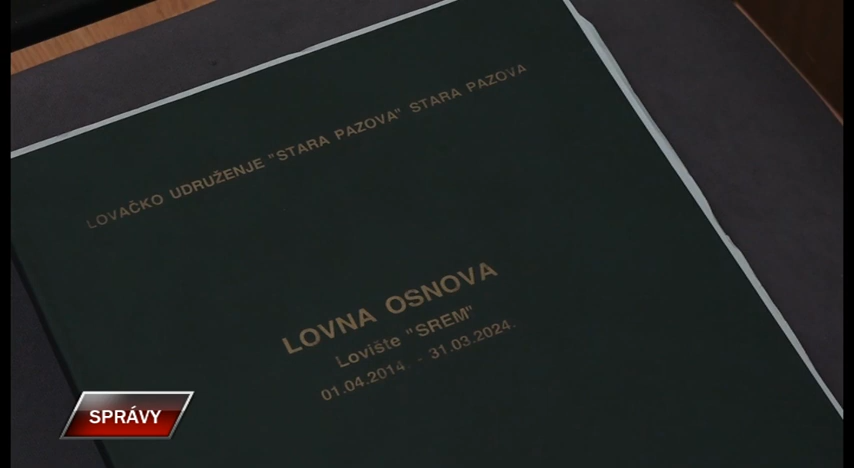 LOVAČKO UDRUŽENJE "STARA PAZOVA" STARA PAZOVA
LOVNA OSNOVA
Lovište "SREM"
01.04.2014. - 31.03.2024.
SPRÁVY